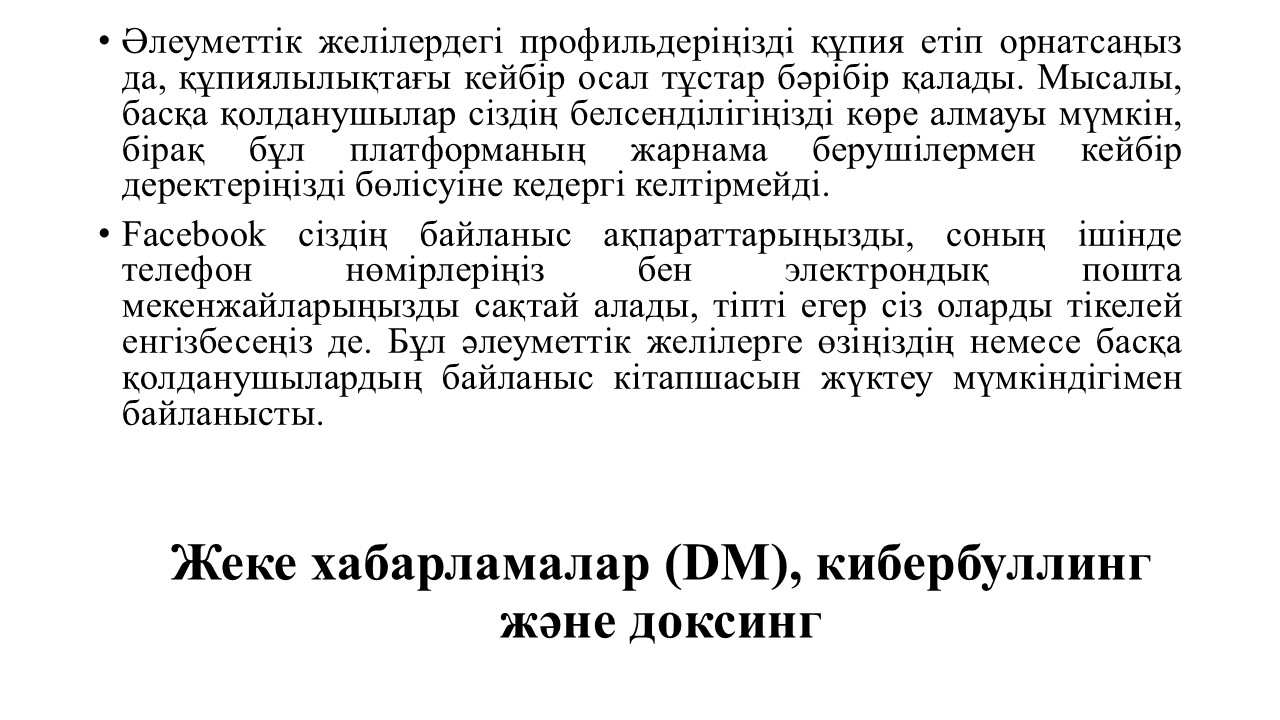 • Әлеуметтік желілердегі профильдеріңізді құпия етіп орнатсаңыз
да, құпиялылықтағы кейбір осал тұстар бәрібір қалады. Мысалы,
басқа қолданушылар сіздің белсенділігіңізді көре алмауы мүмкін,
бірақ бұл платформаның жарнама берушілермен кейбір
деректеріңізді бөлісуіне кедергі келтірмейді.
• Facebook сіздің байланыс ақпараттарыңызды, соның ішінде
телефон нөмірлеріңіз бен электрондық пошта
мекенжайларыңызды сақтай алады, тіпті егер сіз оларды тікелей
енгізбесеңіз де. Бұл әлеуметтік желілерге өзіңіздің немесе басқа
қолданушылардың байланыс кітапшасын жүктеу мүмкіндігімен
байланысты.
Жеке хабарламалар (DM), кибербуллинг
және доксинг